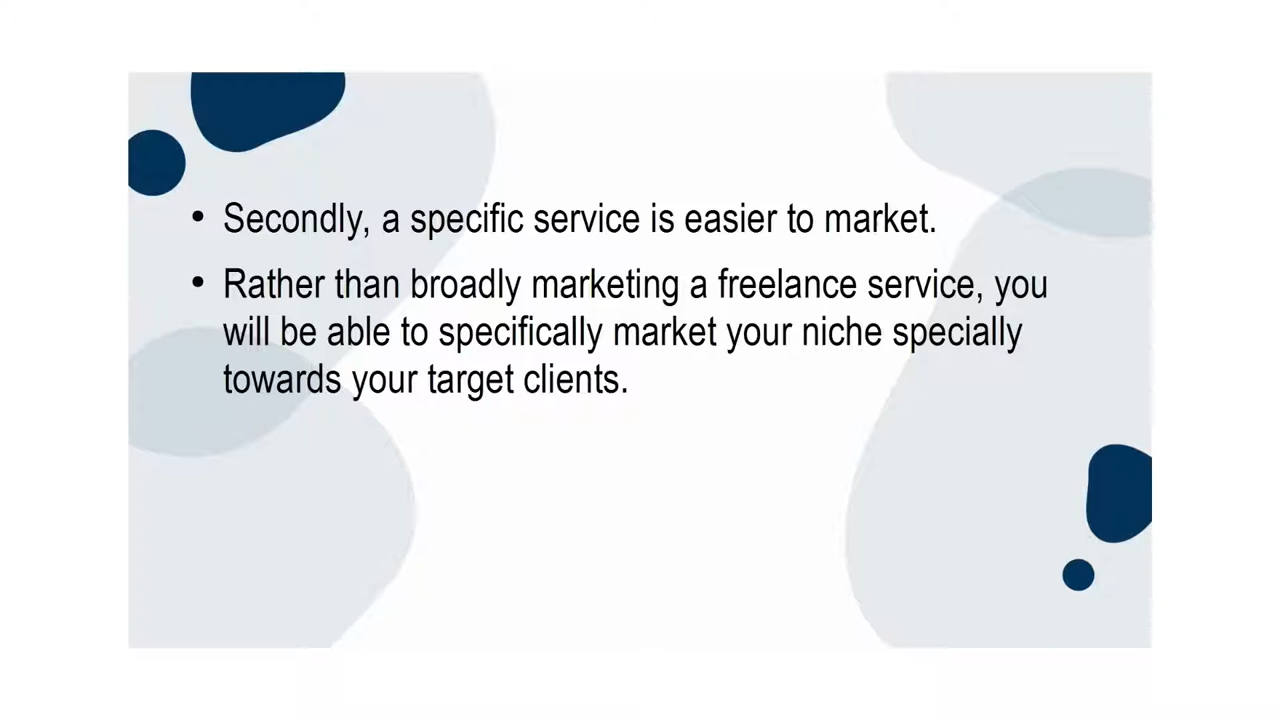 • Secondly, a specific service is easier to market.
• Rather than broadly marketing a freelance service, you
will be able to specifically market your niche specially
towards your target clients.